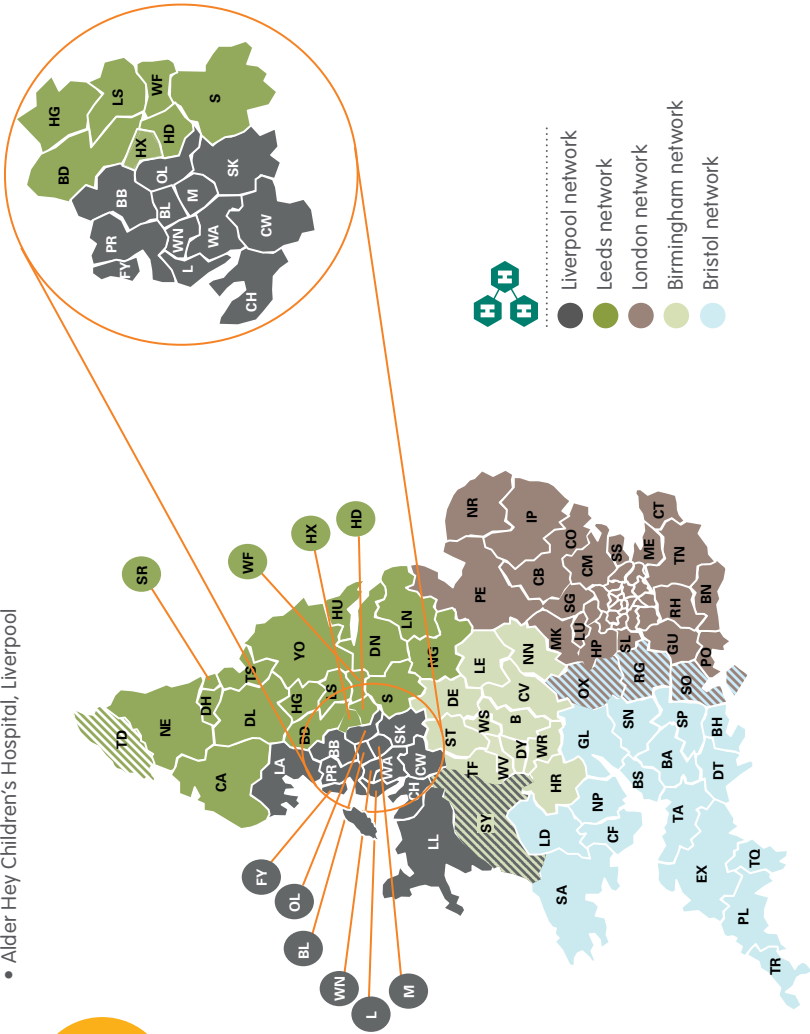 • Alder Hey Children's Hospital, Liverpool
HG
LS
WF
S
BD
HX
HD
BB
OL
SK
PR
BL
M
FY
WN
WA
L
CW
CH
H
H
H
Liverpool network
Leeds network
London network
Birmingham network
Bristol network
SR
WF
HX
HD
FY
OL
BL
WN
L
M
TD
NE
DH
TS
CA
DL
YO
HG
HU
LA
BD
LS
DN
LN
PR
BB
S
NG
WA
SK
CH
CW
LL
DE
LE
ST
WS
NN
TF
CV
WV
B
DY
WR
SY
HR
PE
NR
IP
CB
CO
MK
SG
CM
LU
SS
HP
SL
ME
CT
TN
RH
BN
GU
PO
OX
RG
SO
GL
SN
SP
BH
LD
NP
BS
BA
DT
CF
SA
TA
EX
TQ
PL
TR